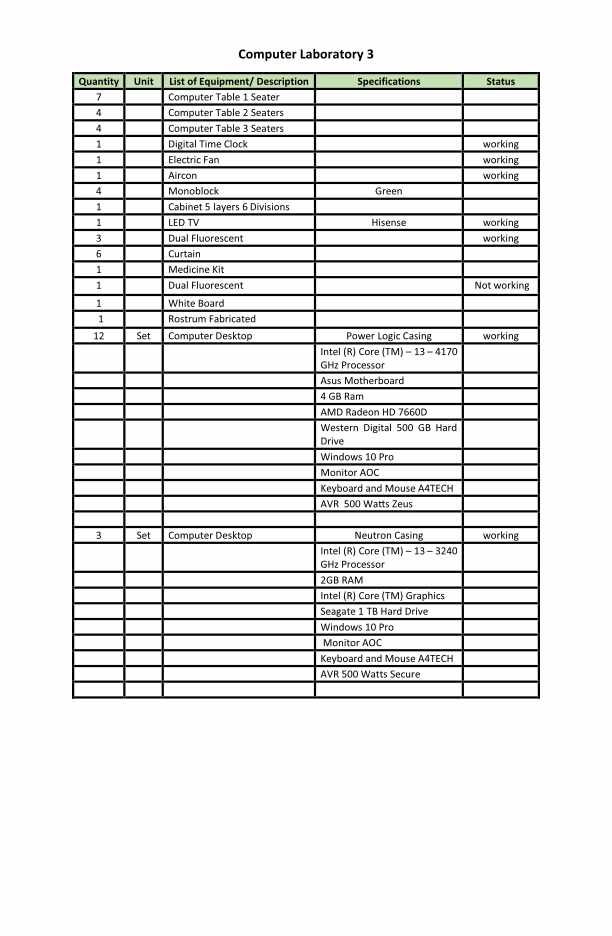 Computer Laboratory 3
Quantity Unit List of Equipment/ Description Specifications Status
7 Computer Table 1 Seater
4 Computer Table 2 Seaters
4 Computer Table 3 Seaters
1 Digital Time Clock working
1 Electric Fan working
1 Aircon working
4 Monoblock Green
1 Cabinet 5 layers 6 Divisions
1 LED TV Hisense working
3 Dual Fluorescent working
6 Curtain
1 Medicine Kit
1 Dual Fluorescent Not working
1 White Board
1 Rostrum Fabricated
12 Set Computer Desktop Power Logic Casing working
Intel (R) Core (TM) – 13 – 4170
GHz Processor
Asus Motherboard
4 GB Ram
AMD Radeon HD 7660D
Western Digital 500 GB Hard
Drive
Windows 10 Pro
Monitor AOC
Keyboard and Mouse A4TECH
AVR 500 Watts Zeus
3 Set Computer Desktop Neutron Casing working
Intel (R) Core (TM) – 13 – 3240
GHz Processor
2GB RAM
Intel (R) Core (TM) Graphics
Seagate 1 TB Hard Drive
Windows 10 Pro
Monitor AOC
Keyboard and Mouse A4TECH
AVR 500 Watts Secure